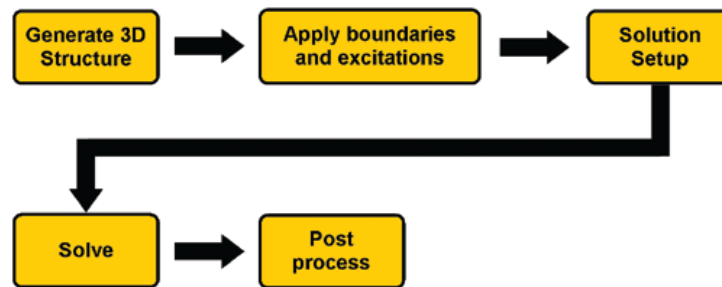 Generate 3D
Structure
Apply boundaries
and excitations
Solution
Setup
Solve
Post
process